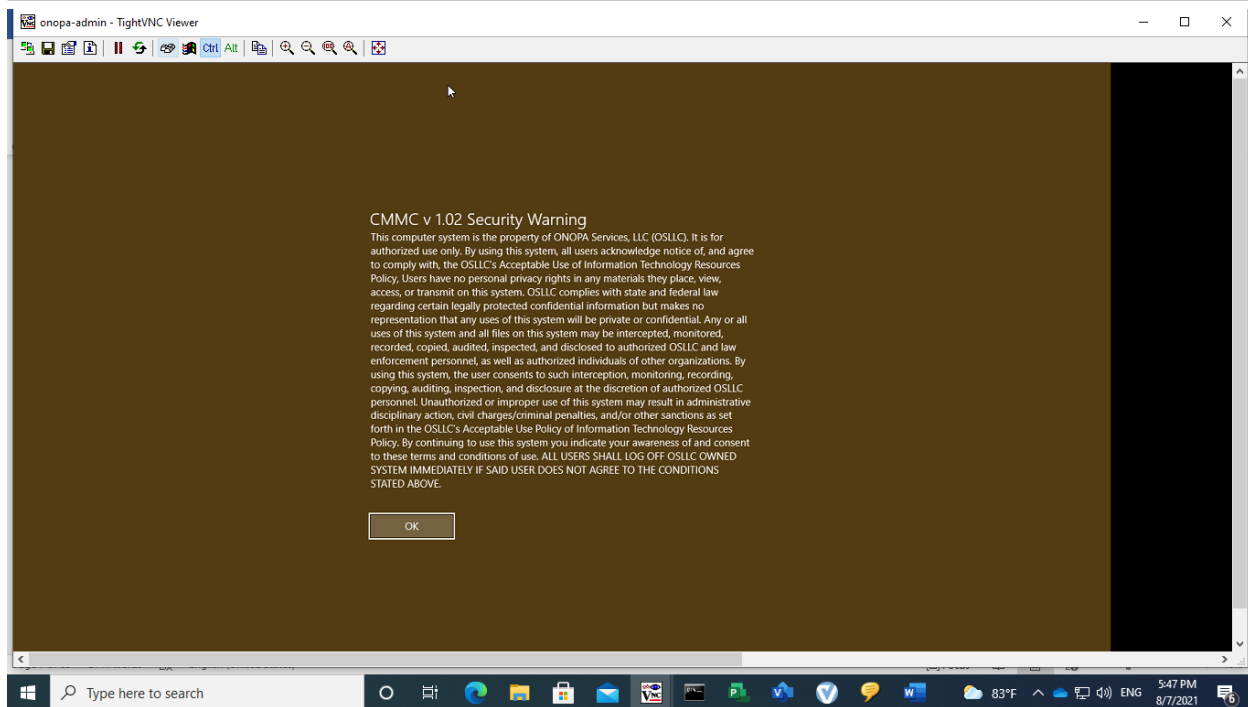 onopa-admin - TightVNC Viewer
Ctrl Alt
CMMC v 1.02 Security Warning
This computer system is the property of ONOPA Services, LLC (OSLLC). It is for
authorized use only. By using this system, all users acknowledge notice of, and agree
to comply with, the OSLLC's Acceptable Use of Information Technology Resources
Policy, Users have no personal privacy rights in any materials they place, view,
access, or transmit on this system. OSLLC complies with state and federal law
regarding certain legally protected confidential information but makes no
representation that any uses of this system will be private or confidential. Any or all
uses of this system and all files on this system may be intercepted, monitored,
recorded, copied, audited, inspected, and disclosed to authorized OSLLC and law
enforcement personnel, as well as authorized individuals of other organizations. By
using this system, the user consents to such interception, monitoring, recording,
copying, auditing, inspection, and disclosure at the discretion of authorized OSLLC
personnel. Unauthorized or improper use of this system may result in administrative
disciplinary action, civil charges/criminal penalties, and/or other sanctions as set
forth in the OSLLC's Acceptable Use Policy of Information Technology Resources
Policy. By continuing to use this system you indicate your awareness of and consent
to these terms and conditions of use. ALL USERS SHALL LOG OFF OSLLC OWNED
SYSTEM IMMEDIATELY IF SAID USER DOES NOT AGREE TO THE CONDITIONS
STATED ABOVE.
OK
Type here to search
83°F
ENG
5:47 PM
8/7/2021
6